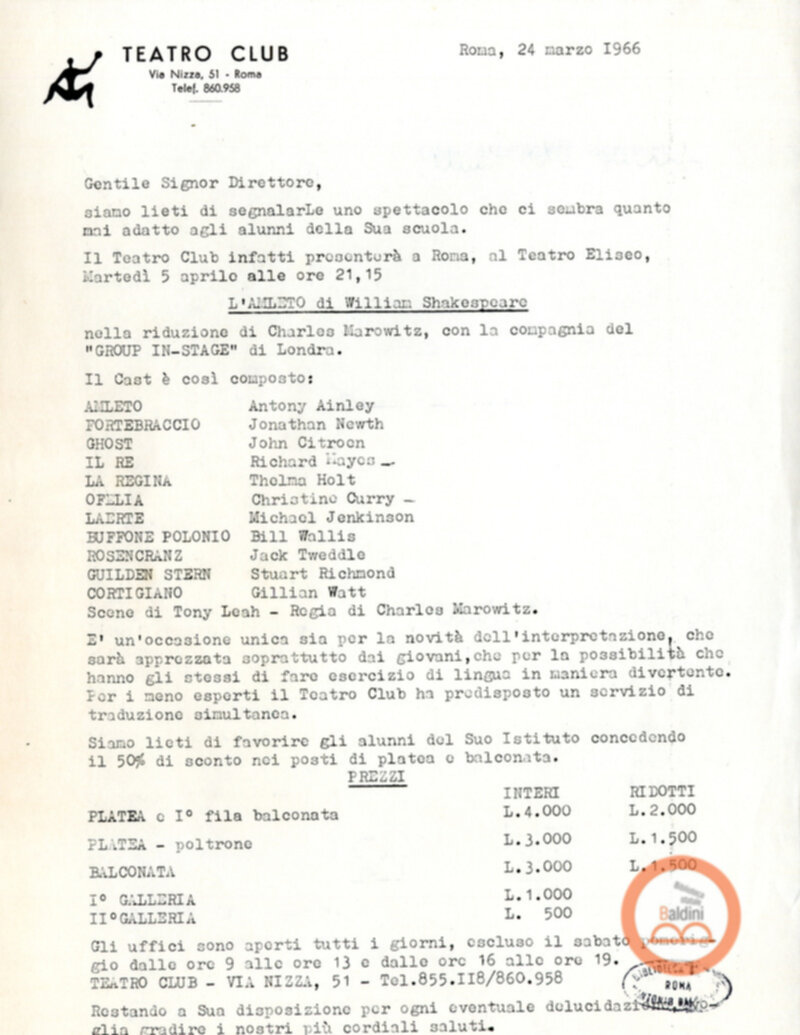 TEATRO CLUB
Via Nizza, 51 - Roma
Telef. 860.958
Roma, 24 marzo 1966
Gentile Signor Direttore,
siamo lieti di segnalarLe uno spettacolo che ci sembra quanto
mai adatto agli alunni della Sua scuola.
Il Teatro Club infatti presenterà a Roma, al Teatro Eliseo,
Martedì 5 aprile alle ore 21,15
L'AMLETO di William Shakespeare
nella riduzione di Charles Marowitz, con la compagnia del
"GROUP IN-STAGE" di Londra.
Il Cast è così composto:
AMLETO Antony Ainley
FORTEBRACCIO Jonathan Newth
GHOST John Citroen
IL RE Richard Mayes -
LA REGINA Thelma Holt
OFELIA Christine Curry -
LAERTE Michael Jenkinson
BUFFONE POLONIO Bill Wallis
ROSENCRANZ Jack Tweddle
GUILDEN STERN Stuart Richmond
CORTIGIANO Gillian Watt
Scene di Tony Leah - Regia di Charles Marowitz.
E' un'occasione unica sia per la novità dell'interpretazione, che
sarà apprezzata soprattutto dai giovani,che per la possibilità che
hanno gli stessi di fare esercizio di lingua in maniera divertente.
Per i meno esperti il Teatro Club ha predisposto un servizio di
traduzione simultanea.
Siamo lieti di favorire gli alunni del Suo Istituto concedendo
il 50% di sconto nei posti di platea e balconata.
PREZZI
INTERI RIDOTTI
PLATEA e I° fila balconata L.4.000 L.2.000
PLATEA - poltrone L.3.000 L.1.500
BALCONATA L.3.000 L.1.500
I° GALLERIA L.1.000
II°GALLERIA L. 500
Biblioteca
statale
Baldini
Gli uffici sono aperti tutti i giorni, escluso il sabato pomerig-
gio dalle ore 9 alle ore 13 e dalle ore 16 alle ore 19.
TEATRO CLUB - VIA NIZZA, 51 - Tel.855.118/860.958
ROMA
Restando a Sua disposizione per ogni eventuale
glia gradire i nostri più cordiali saluti.